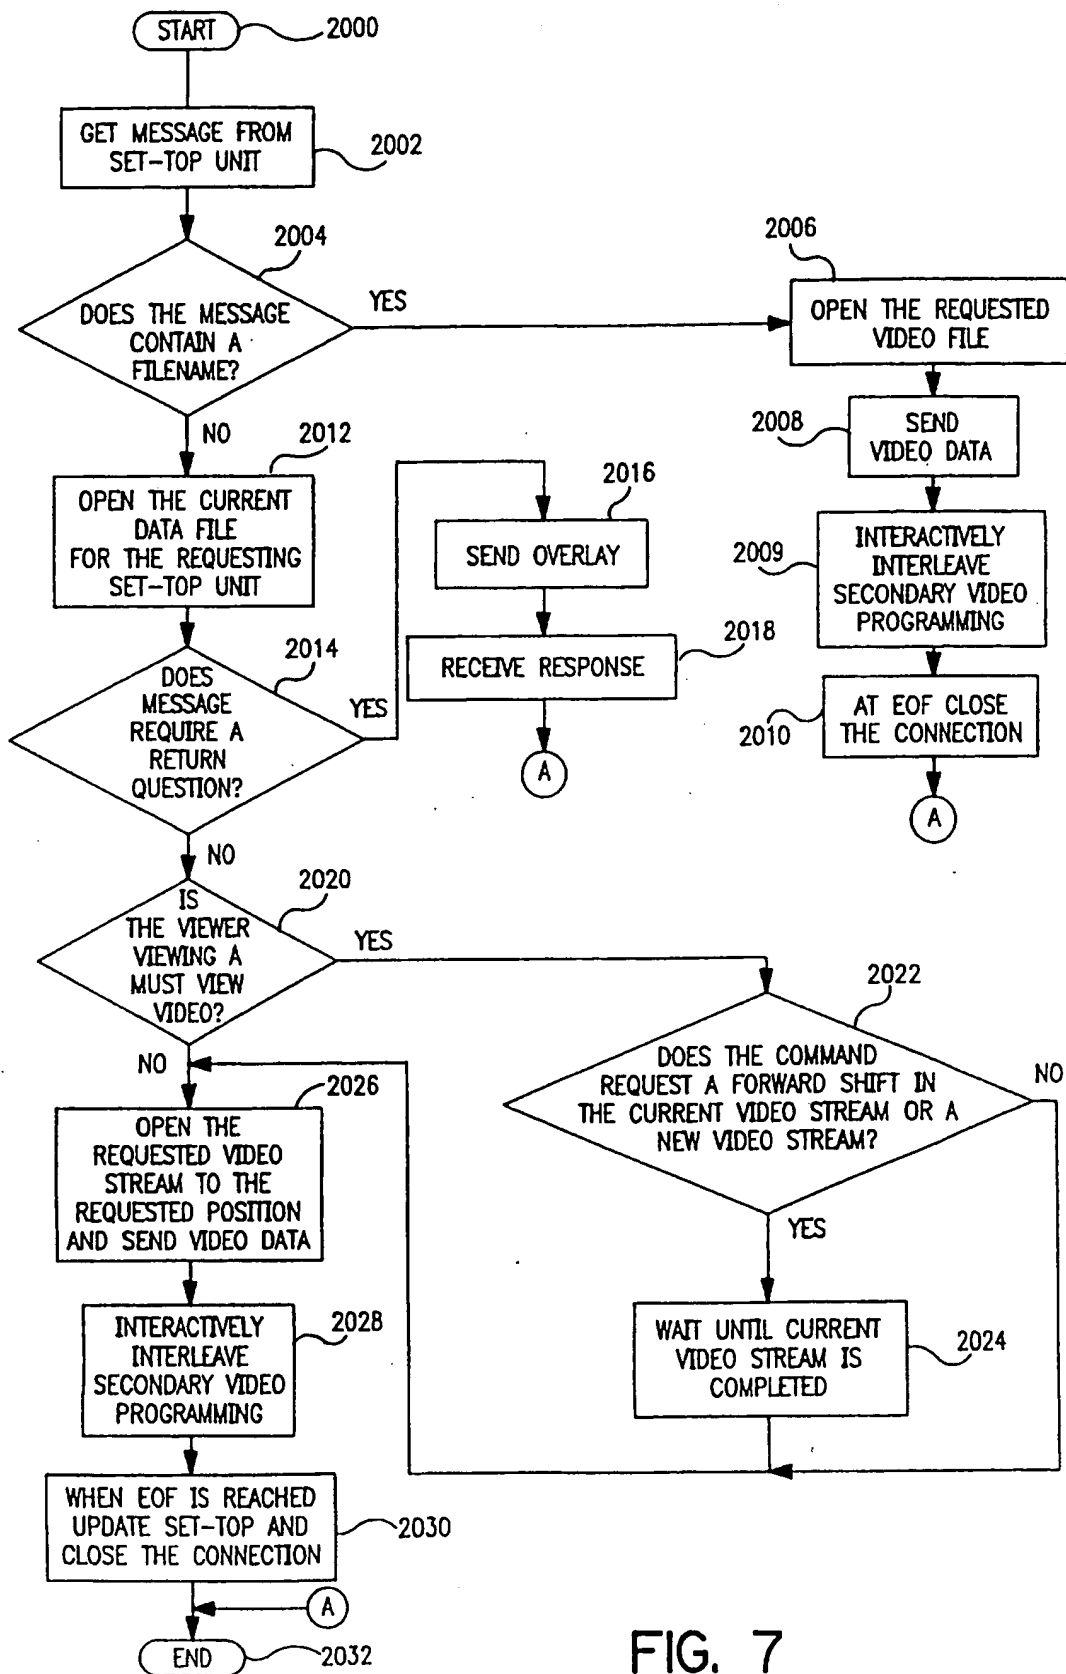 START
2000
GET MESSAGE FROM
SET-TOP UNIT
2002
2004
DOES THE MESSAGE
CONTAIN A
FILENAME?
YES
NO
2006
OPEN THE REQUESTED
VIDEO FILE
2008
SEND
VIDEO DATA
2009
INTERACTIVELY
INTERLEAVE
SECONDARY VIDEO
PROGRAMMING
2010
AT EOF CLOSE
THE CONNECTION
A
2012
OPEN THE CURRENT
DATA FILE
FOR THE REQUESTING
SET-TOP UNIT
2014
DOES
MESSAGE
REQUIRE A
RETURN
QUESTION?
YES
NO
2016
SEND OVERLAY
RECEIVE RESPONSE
2018
A
2020
IS
THE VIEWER
VIEWING A
MUST VIEW
VIDEO?
YES
NO
2022
DOES THE COMMAND
REQUEST A FORWARD SHIFT IN
THE CURRENT VIDEO STREAM OR A
NEW VIDEO STREAM?
NO
YES
WAIT UNTIL CURRENT
VIDEO STREAM IS
COMPLETED
2024
2026
OPEN THE
REQUESTED VIDEO
STREAM TO THE
REQUESTED POSITION
AND SEND VIDEO DATA
INTERACTIVELY
INTERLEAVE
SECONDARY VIDEO
PROGRAMMING
2028
WHEN EOF IS REACHED
UPDATE SET-TOP AND
CLOSE THE CONNECTION
2030
A
END
2032
FIG. 7